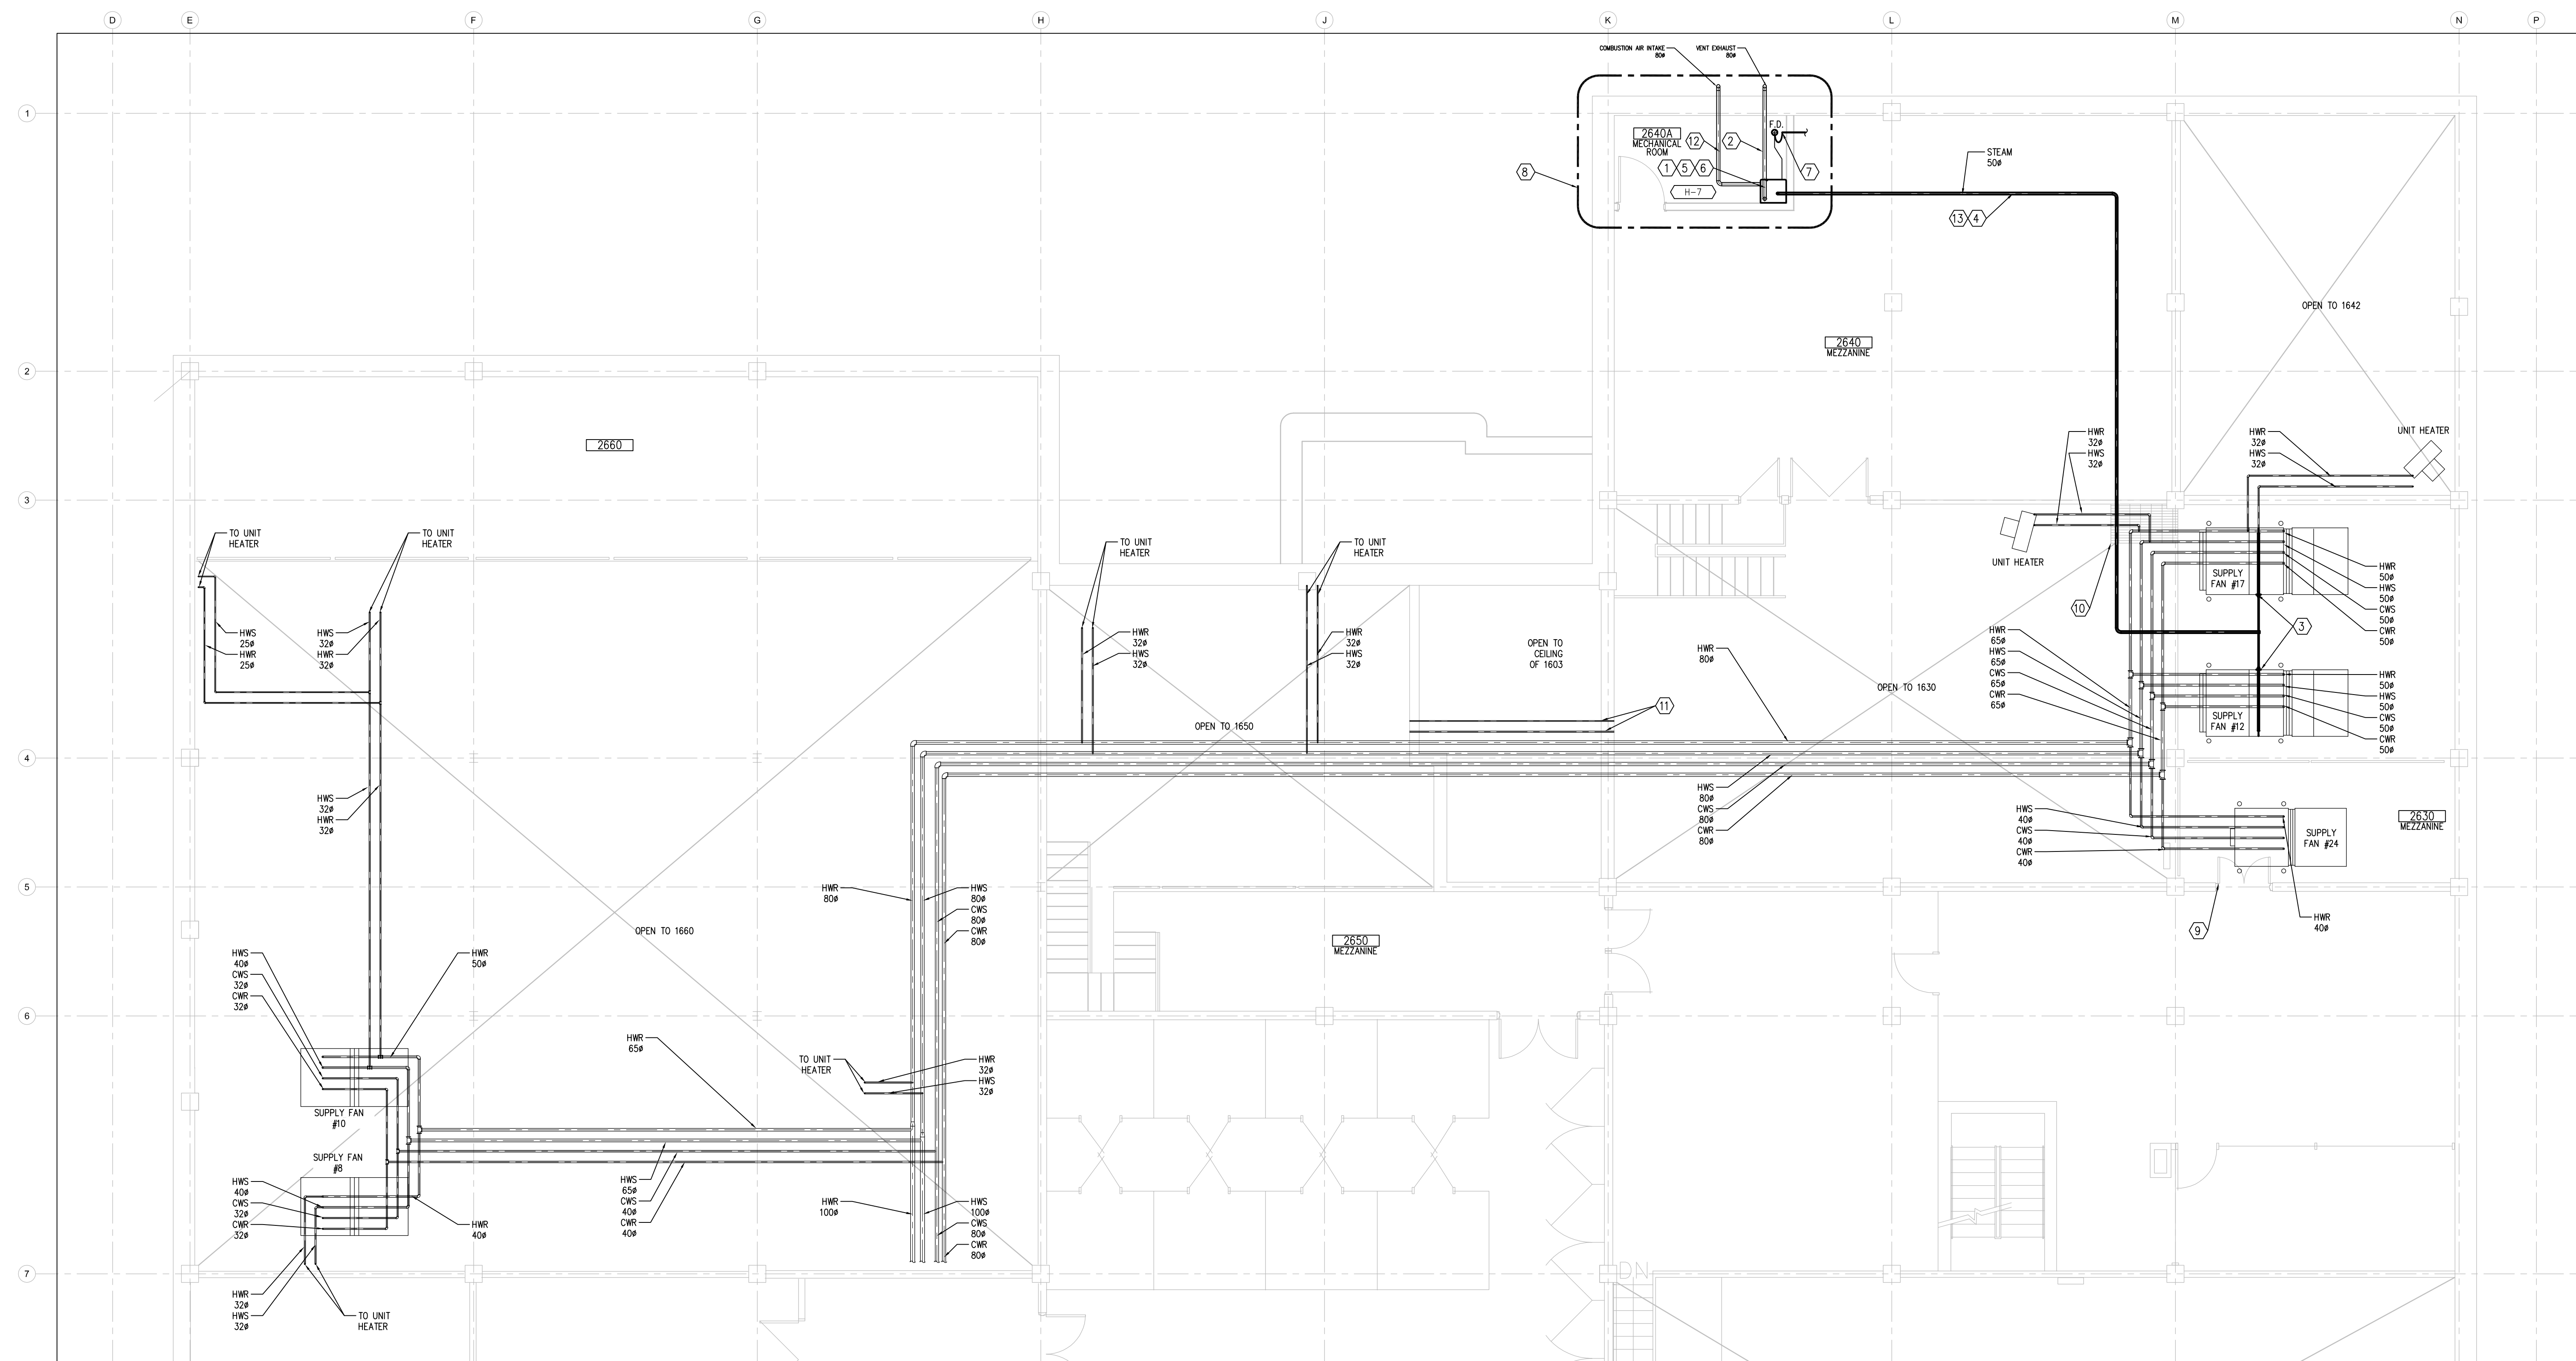 D E F G H J K L M N P
COMBUSTION AIR INTAKE
80ø
VENT EXHAUST
80ø
1
F.D.
2640A
MECHANICAL
ROOM
12
2
1 5 6
7
8
H-7
STEAM
50ø
13 4
OPEN TO 1642
2640
MEZZANINE
2
2660
HWR
32ø
HWS
32ø
HWR
32ø
HWS
32ø
UNIT HEATER
3
TO UNIT
HEATER
TO UNIT
HEATER
TO UNIT
HEATER
TO UNIT
HEATER
UNIT HEATER
SUPPLY
FAN #17
HWR
50ø
HWS
50ø
CWS
50ø
CWR
50ø
10
3
HWS
25ø
HWR
25ø
HWS
32ø
HWR
32ø
HWR
32ø
HWS
32ø
HWR
32ø
HWS
32ø
OPEN TO
CEILING
OF 1603
HWR
80ø
HWR
65ø
HWS
65ø
CWS
65ø
CWR
65ø
OPEN TO 1630
HWR
50ø
HWS
50ø
CWS
50ø
CWR
50ø
11
OPEN TO 1650
SUPPLY
FAN #12
4
HWS
32ø
HWR
32ø
HWS
80ø
CWS
80ø
CWR
80ø
HWS
40ø
CWS
40ø
CWR
40ø
SUPPLY
FAN #24
2630
MEZZANINE
5
HWR
80ø
HWS
80ø
CWS
80ø
CWR
80ø
OPEN TO 1660
2650
MEZZANINE
9
HWR
40ø
HWS
40ø
CWS
32ø
CWR
32ø
HWR
50ø
6
HWR
65ø
TO UNIT
HEATER
HWR
32ø
HWS
32ø
SUPPLY FAN
#10
SUPPLY FAN
#8
HWS
40ø
CWS
32ø
CWR
32ø
HWR
40ø
HWS
65ø
CWS
40ø
CWR
40ø
HWR
100ø
HWS
100ø
CWS
80ø
CWR
80ø
7
DN
HWR
32ø
HWS
32ø
TO UNIT
HEATER